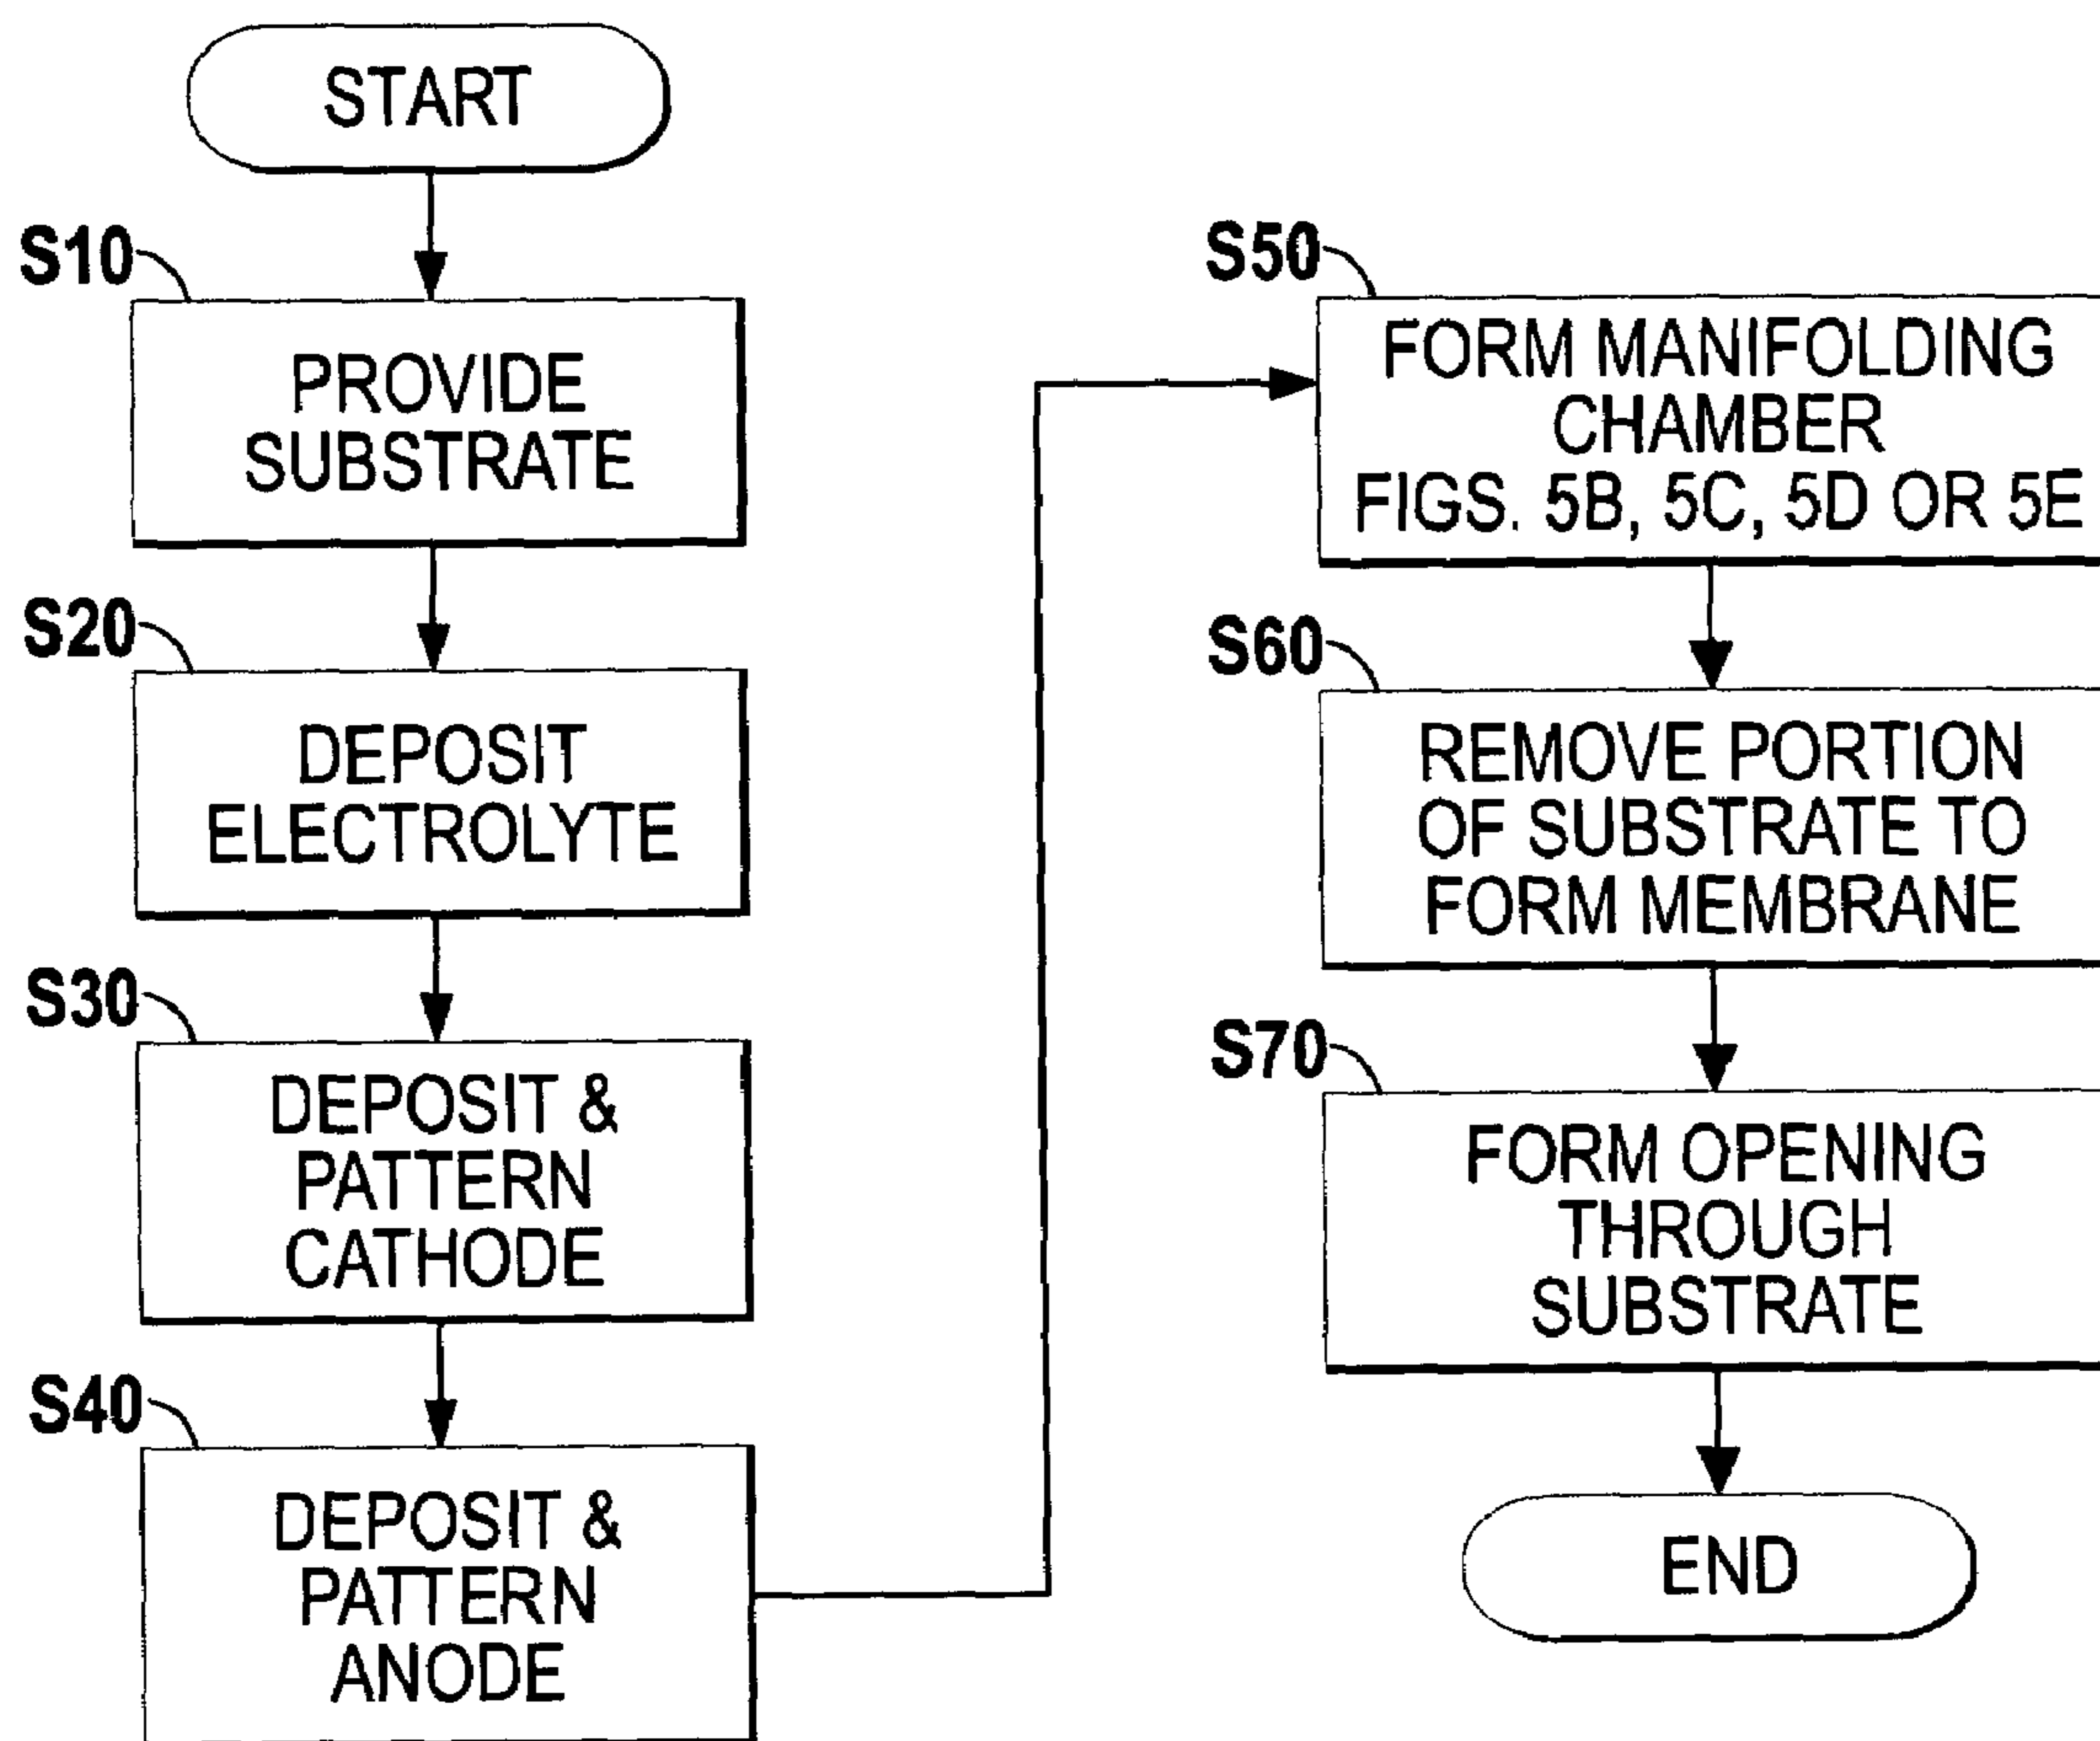 START
S10
PROVIDE
SUBSTRATE
S20
DEPOSIT
ELECTROLYTE
S30
DEPOSIT &
PATTERN
CATHODE
S40
DEPOSIT &
PATTERN
ANODE
S50
FORM MANIFOLDING
CHAMBER
FIGS. 5B, 5C, 5D OR 5E
S60
REMOVE PORTION
OF SUBSTRATE TO
FORM MEMBRANE
S70
FORM OPENING
THROUGH
SUBSTRATE
END